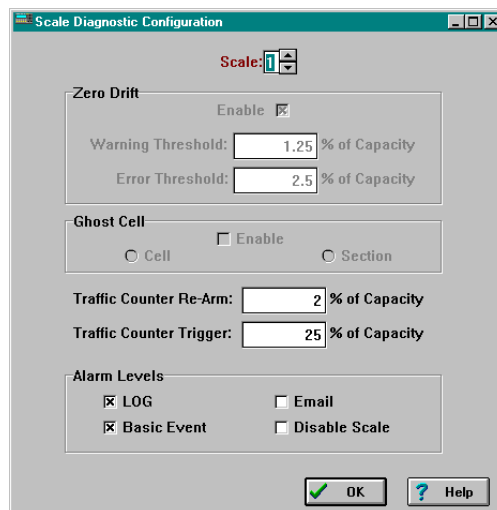 Scale Diagnostic Configuration
Scale: 1
Zero Drift
Enable
Warning Threshold: 1.25 % of Capacity
Error Threshold: 2.5 % of Capacity
Ghost Cell
Enable
Cell Section
Traffic Counter Re-Arm: 2 % of Capacity
Traffic Counter Trigger: 25 % of Capacity
Alarm Levels
LOG Email
Basic Event Disable Scale
OK ? Help